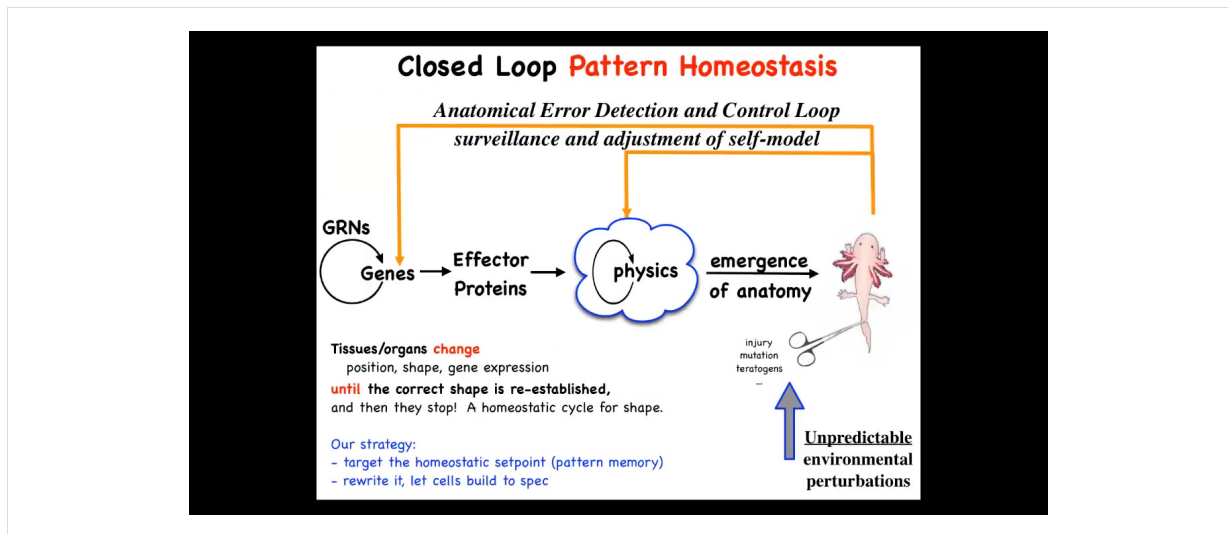 Closed Loop Pattern Homeostasis
Anatomical Error Detection and Control Loop
surveillance and adjustment of self-model
GRNs
Genes
Effector
Proteins
physics
emergence
of anatomy
injury
mutation
teratogens
...
Tissues/organs change
position, shape, gene expression
until the correct shape is re-established,
and then they stop! A homeostatic cycle for shape.
Our strategy:
- target the homeostatic setpoint (pattern memory)
- rewrite it, let cells build to spec
Unpredictable
environmental
perturbations